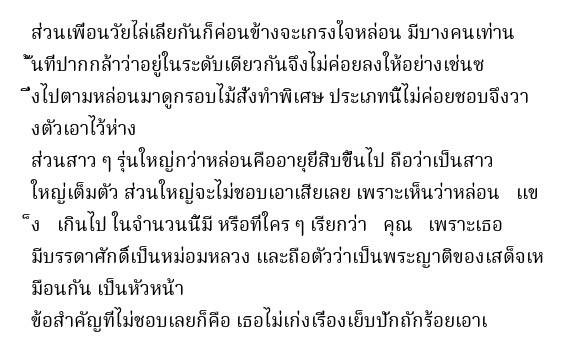 ส่วนเพื่อนวัยไล่เลี่ยกันก็ค่อนข้างจะเกรงใจหล่อน มีบางคนเท่าน
ั้นที่ปากกล้าว่าอยู่ในระดับเดียวกันจึงไม่ค่อยลงให้อย่างเช่นซ
ึ่งไปตามหล่อนมาดูกรอบไม้สั่งทำพิเศษ ประเภทนี้ไม่ค่อยชอบจึงวา
งตัวเอาไว้ห่าง
ส่วนสาว ๆ รุ่นใหญ่กว่าหล่อนคืออายุยี่สิบขึ้นไป ถือว่าเป็นสาว
ใหญ่เต็มตัว ส่วนใหญ่จะไม่ชอบเอาเสียเลย เพราะเห็นว่าหล่อน แข
็ง เกินไป ในจำนวนนี้มี หรือที่ใคร ๆ เรียกว่า คุณ เพราะเธอ
มีบรรดาศักดิ์เป็นหม่อมหลวง และถือตัวว่าเป็นพระญาติของเสด็จเห
มือนกัน เป็นหัวหน้า
ข้อสำคัญที่ไม่ชอบเลยก็คือ เธอไม่เก่งเรื่องเย็บปักถักร้อยเอาเ